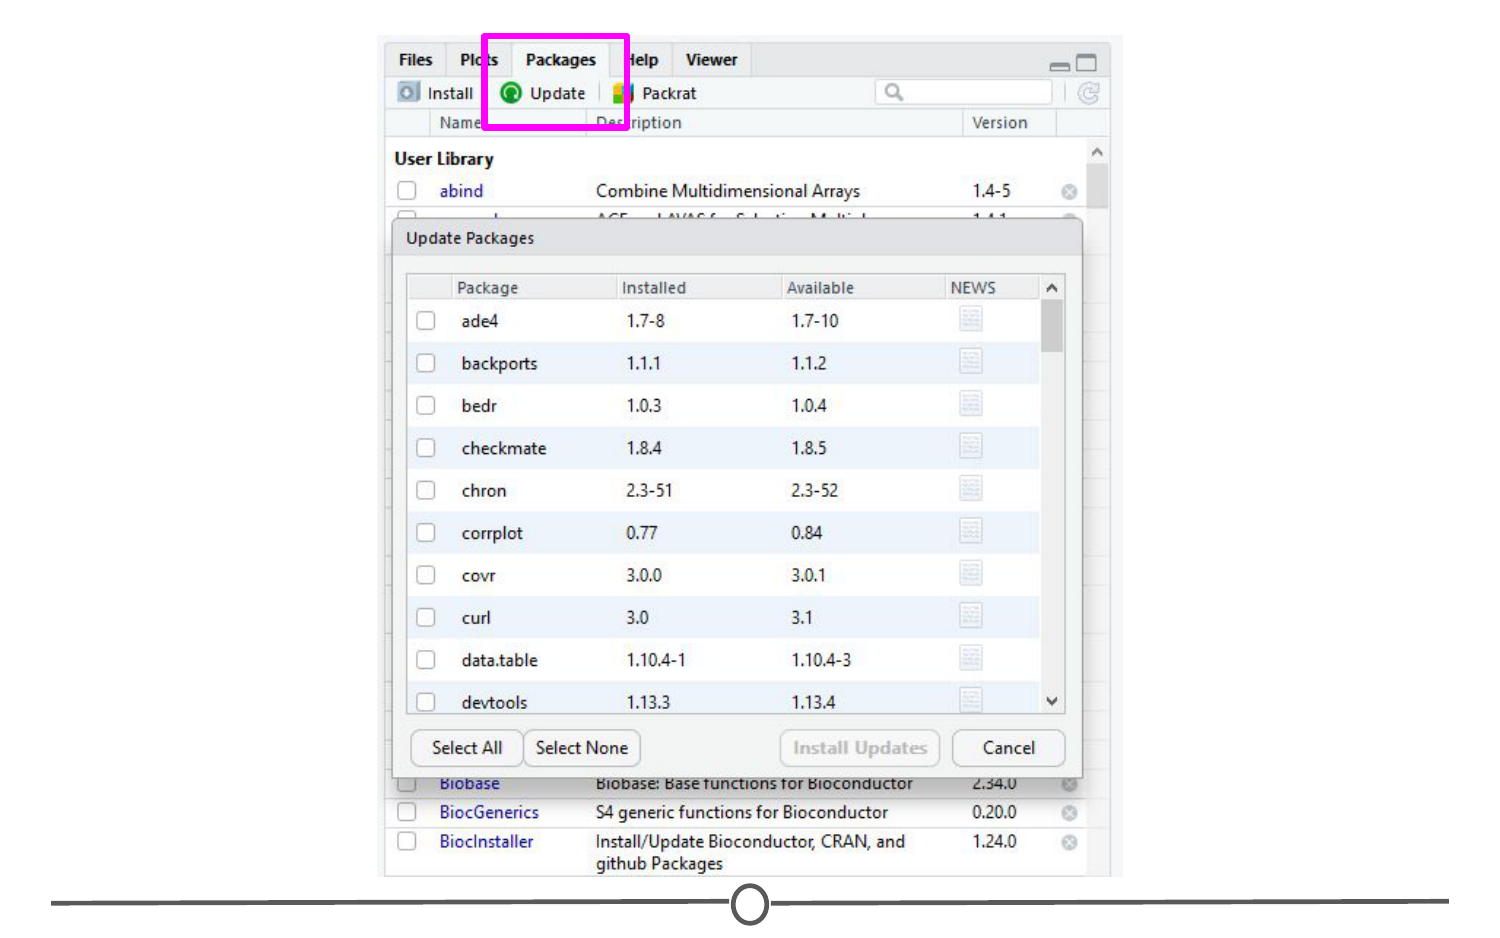 Files Plots Packages Help Viewer
Install Update Packrat
Name Description Version
User Library
abind Combine Multidimensional Arrays 1.4-5
Update Packages
Package Installed Available NEWS
ade4 1.7-8 1.7-10
backports 1.1.1 1.1.2
bedr 1.0.3 1.0.4
checkmate 1.8.4 1.8.5
chron 2.3-51 2.3-52
corrplot 0.77 0.84
covr 3.0.0 3.0.1
curl 3.0 3.1
data.table 1.10.4-1 1.10.4-3
devtools 1.13.3 1.13.4
Select All Select None Install Updates Cancel
Biobase Biobase: Base functions for Bioconductor 2.34.0
BiocGenerics S4 generic functions for Bioconductor 0.20.0
BiocInstaller Install/Update Bioconductor, CRAN, and 1.24.0
github Packages